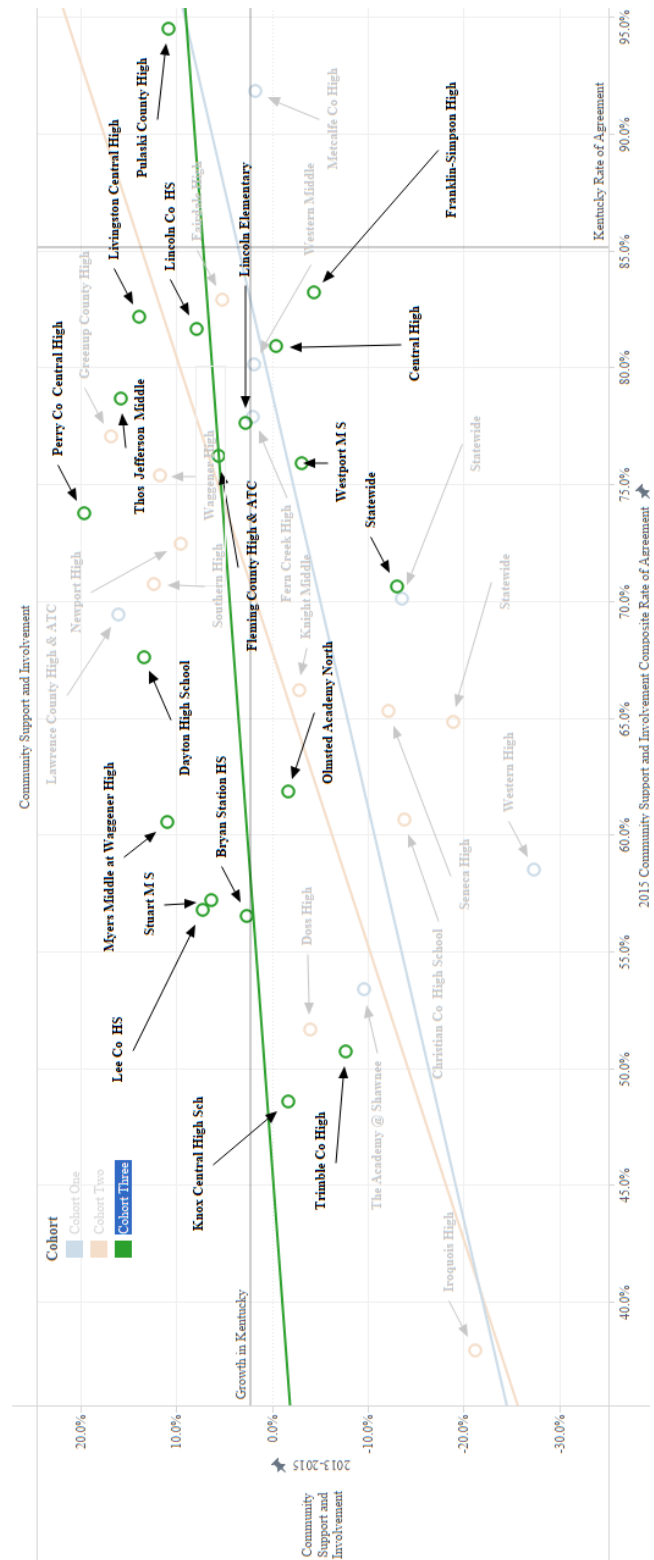 Community Support and Involvement
Cohort
Cohort One
Cohort Two
Cohort Three
Community
Support and
Involvement
2013-2015
20.0%
10.0%
0.0%
-10.0%
-20.0%
-30.0%
Growth in Kentucky
Kentucky Rate of Agreement
Lawrence County High & ATC
Newport High
Perry Co Central High
Greenup County High
Livingston Central High
Pulaski County High
Thos Jefferson Middle
Lincoln Co HS
Fairdale High
Myers Middle at Waggener High
Dayton High School
Southern High
Waggener High
Lee Co HS
Stuart M S
Bryan Station HS
Fleming County High & ATC
Lincoln Elementary
Fern Creek High
Western Middle
Metcalfe Co High
Knight Middle
Knox Central High Sch
Doss High
Olmsted Academy North
Westport M S
Central High
Franklin-Simpson High
Trimble Co High
Statewide
The Academy @ Shawnee
Christian Co High School
Seneca High
Statewide
Statewide
Iroquois High
Western High
40.0%
45.0%
50.0%
55.0%
60.0%
65.0%
70.0%
75.0%
80.0%
85.0%
90.0%
95.0%
2015 Community Support and Involvement Composite Rate of Agreement